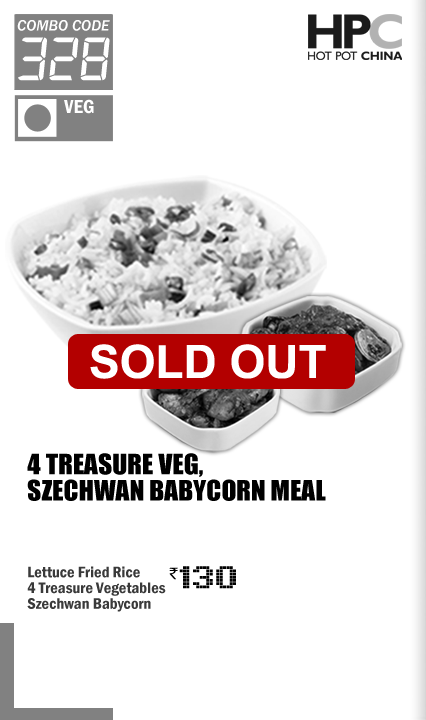 COMBO CODE
328
VEG
HPC
HOT POT CHINA
SOLD OUT
4 TREASURE VEG,
SZECHWAN BABYCORN MEAL
Lettuce Fried Rice
4 Treasure Vegetables
Szechwan Babycorn
₹130